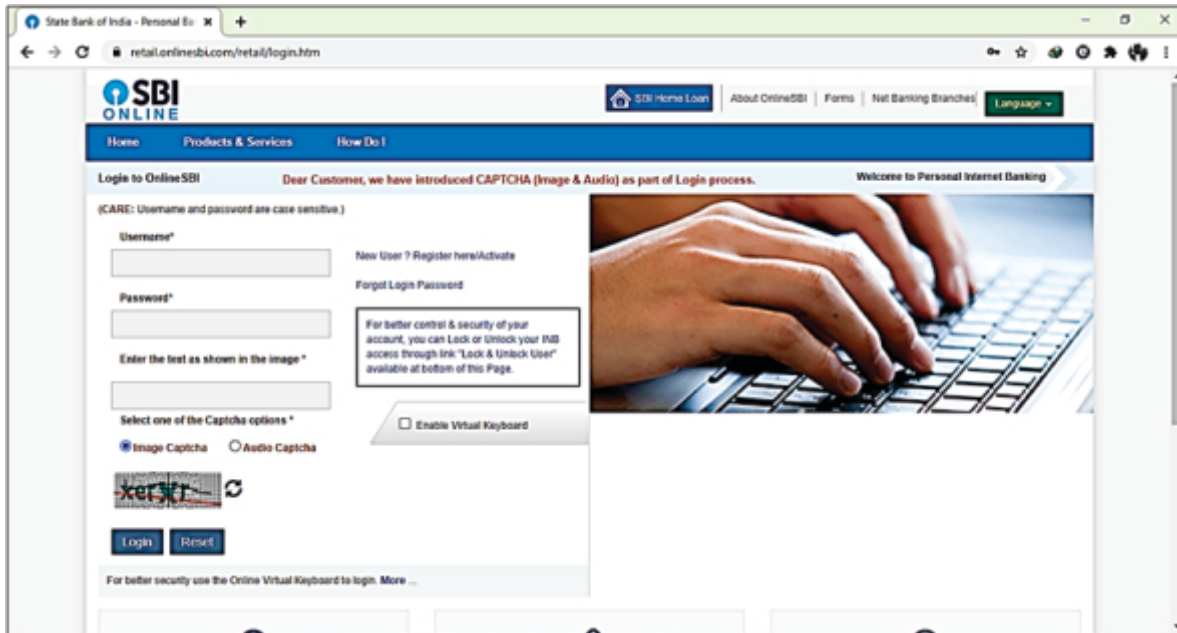 State Bank of India - Personal Ba
retail.onlinesbi.com/retail/login.htm
SBI
ONLINE
SBI Home Loan
About OnlineSBI | Forms | Net Banking Branches
Language
Home Products & Services How Do I
Login to OnlineSBI
Dear Customer, we have introduced CAPTCHA (Image & Audio) as part of Login process.
Welcome to Personal Internet Banking
(CARE: Username and password are case sensitive.)
Username*
New User ? Register here/Activate
Forgot Login Password
Password*
For better control & security of your
account, you can Lock or Unlock your INB
access through link "Lock & Unlock User"
available at bottom of this Page.
Enter the text as shown in the image *
Select one of the Captcha options *
Enable Virtual Keyboard
Image Captcha Audio Captcha
Login Reset
For better security use the Online Virtual Keyboard to login. More ...